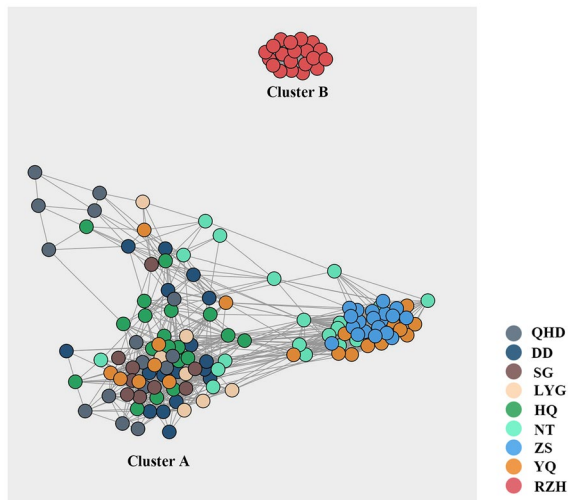 Cluster B
Cluster A
QHD
DD
SG
LYG
HQ
NT
ZS
YQ
RZH